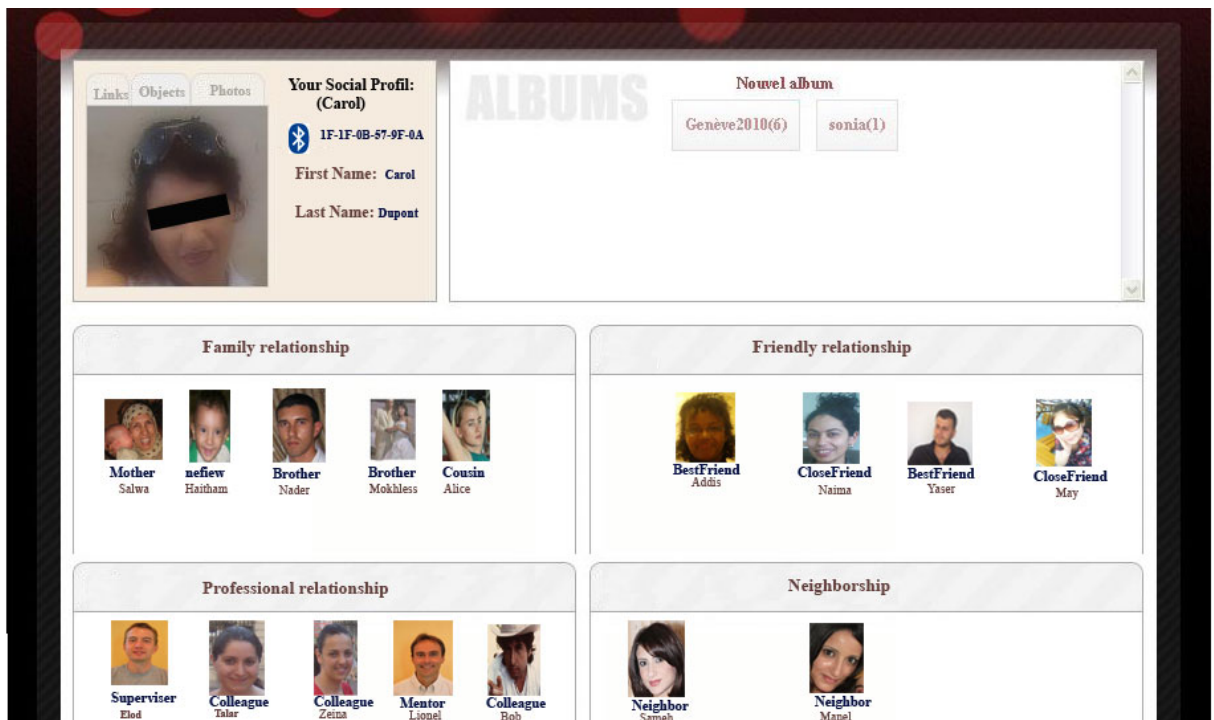 Links Objects Photos
Your Social Profil:
(Carol)
1F-1F-0B-57-9F-0A
First Name: Carol
Last Name: Dupont
ALBUMS
Nouvel album
Genève2010(6) sonia(1)
Family relationship
Mother nefiew Brother Brother Cousin
Salwa Haitham Nader Mokhless Alice
Friendly relationship
BestFriend CloseFriend BestFriend CloseFriend
Addis Naima Yaser May
Professional relationship
Superviser Colleague Colleague Mentor Colleague
Elod Talar Zeina Lionel Bob
Neighborship
Neighbor Neighbor
Sameh Manel